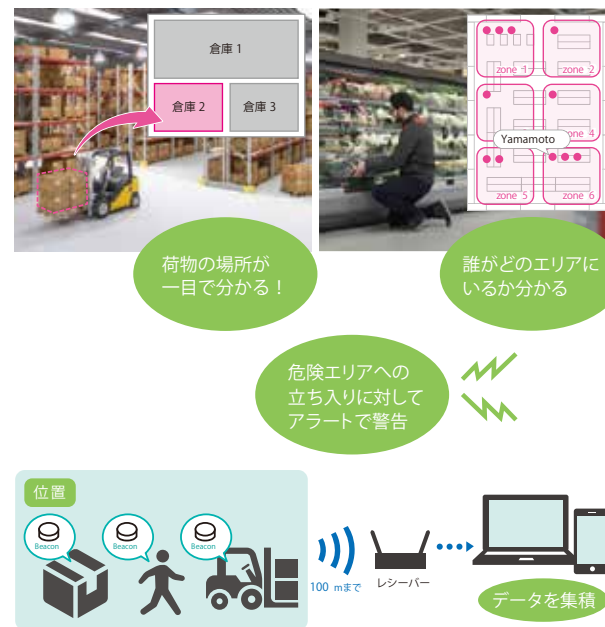 倉庫 1
倉庫 2
倉庫 3
zone 1
zone 2
zone 4
Yamamoto
zone 5
zone 6
荷物の場所が
一目で分かる！
誰がどのエリアに
いるか分かる
危険エリアへの
立ち入りに対して
アラートで警告
位置
Beacon
Beacon
Beacon
100 mまで
レシーバー
データを集積